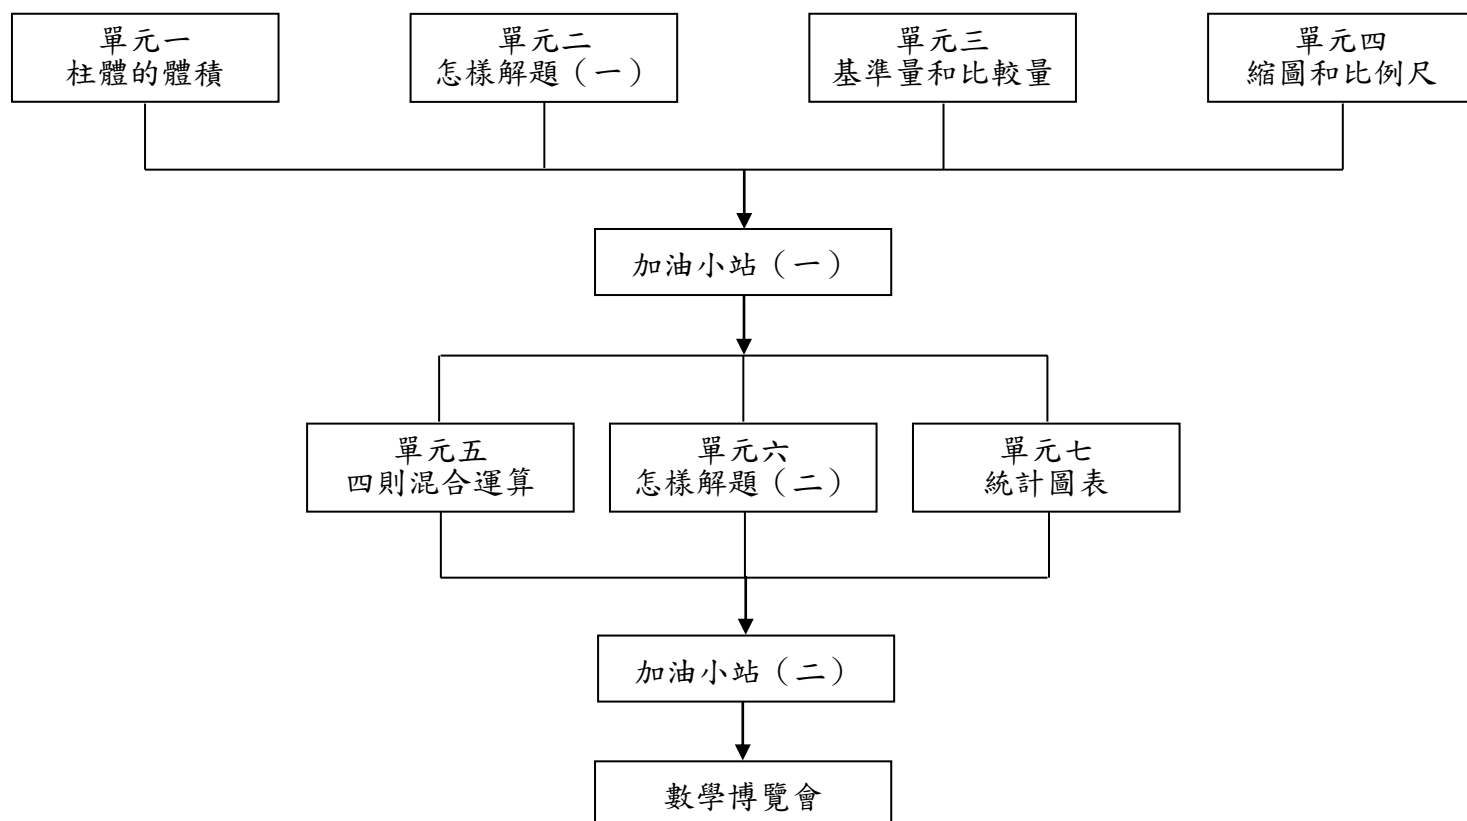 單元一
柱體的體積
單元二
怎樣解題（一）
單元三
基準量和比較量
單元四
縮圖和比例尺
加油小站（一）
單元五
四則混合運算
單元六
怎樣解題（二）
單元七
統計圖表
加油小站（二）
數學博覽會